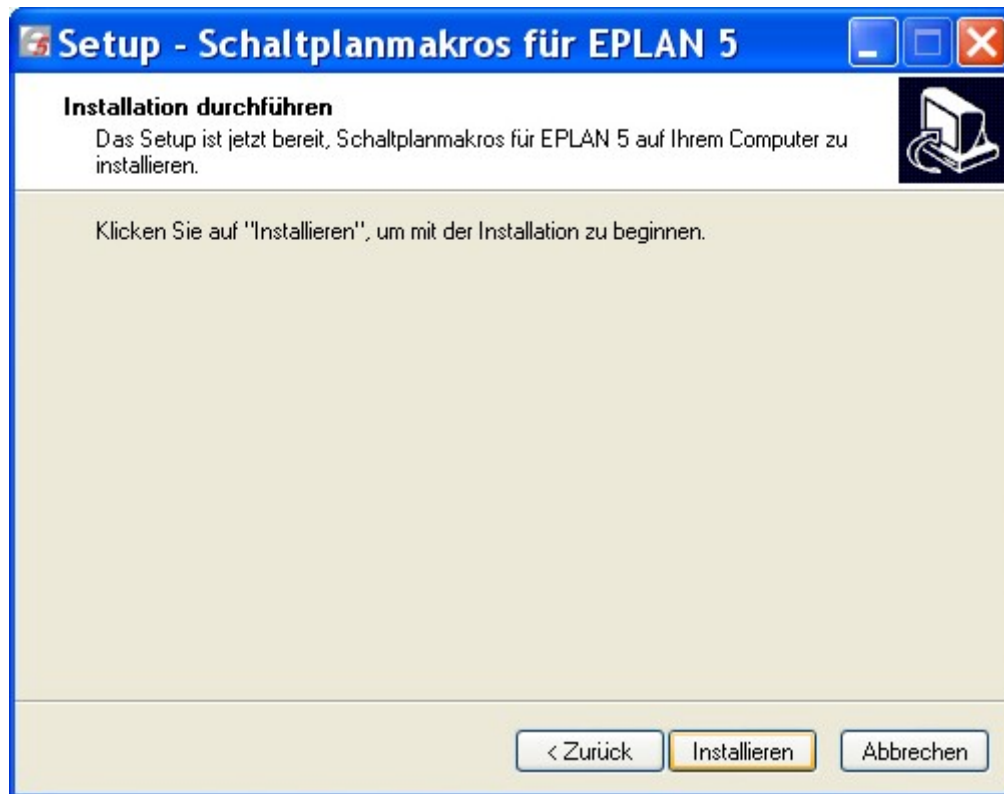 Setup - Schaltplanmakros für EPLAN 5
Installation durchführen
Das Setup ist jetzt bereit, Schaltplanmakros für EPLAN 5 auf Ihrem Computer zu
installieren.
Klicken Sie auf "Installieren", um mit der Installation zu beginnen.
< Zurück Installieren Abbrechen